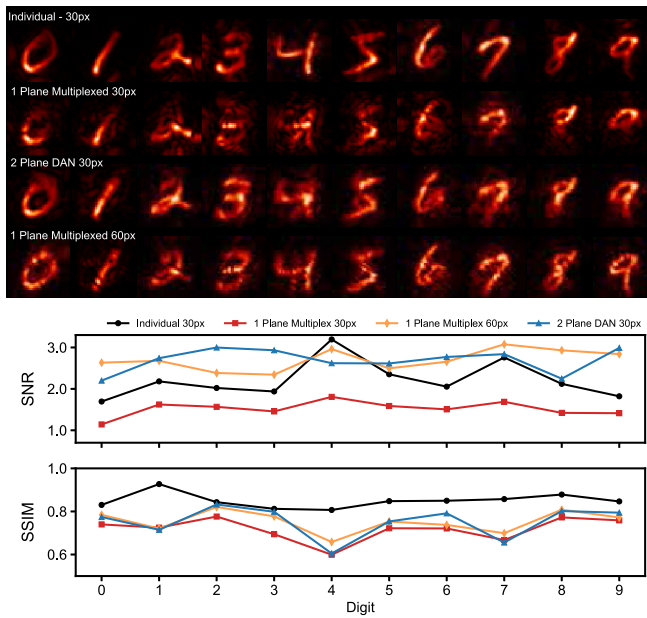 Individual - 30px
1 Plane Multiplexed 30px
2 Plane DAN 30px
1 Plane Multiplexed 60px
Individual 30px 1 Plane Multiplex 30px 1 Plane Multiplex 60px 2 Plane DAN 30px
SNR
3.0
2.0
1.0
SSIM
1.0
0.8
0.6
0 1 2 3 4 5 6 7 8 9
Digit